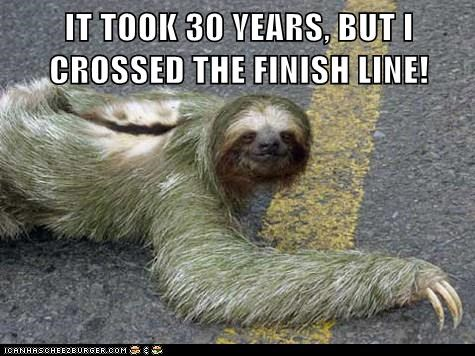 IT TOOK 30 YEARS, BUT I
CROSSED THE FINISH LINE!
ICANHASCHEEZBURGER.COM